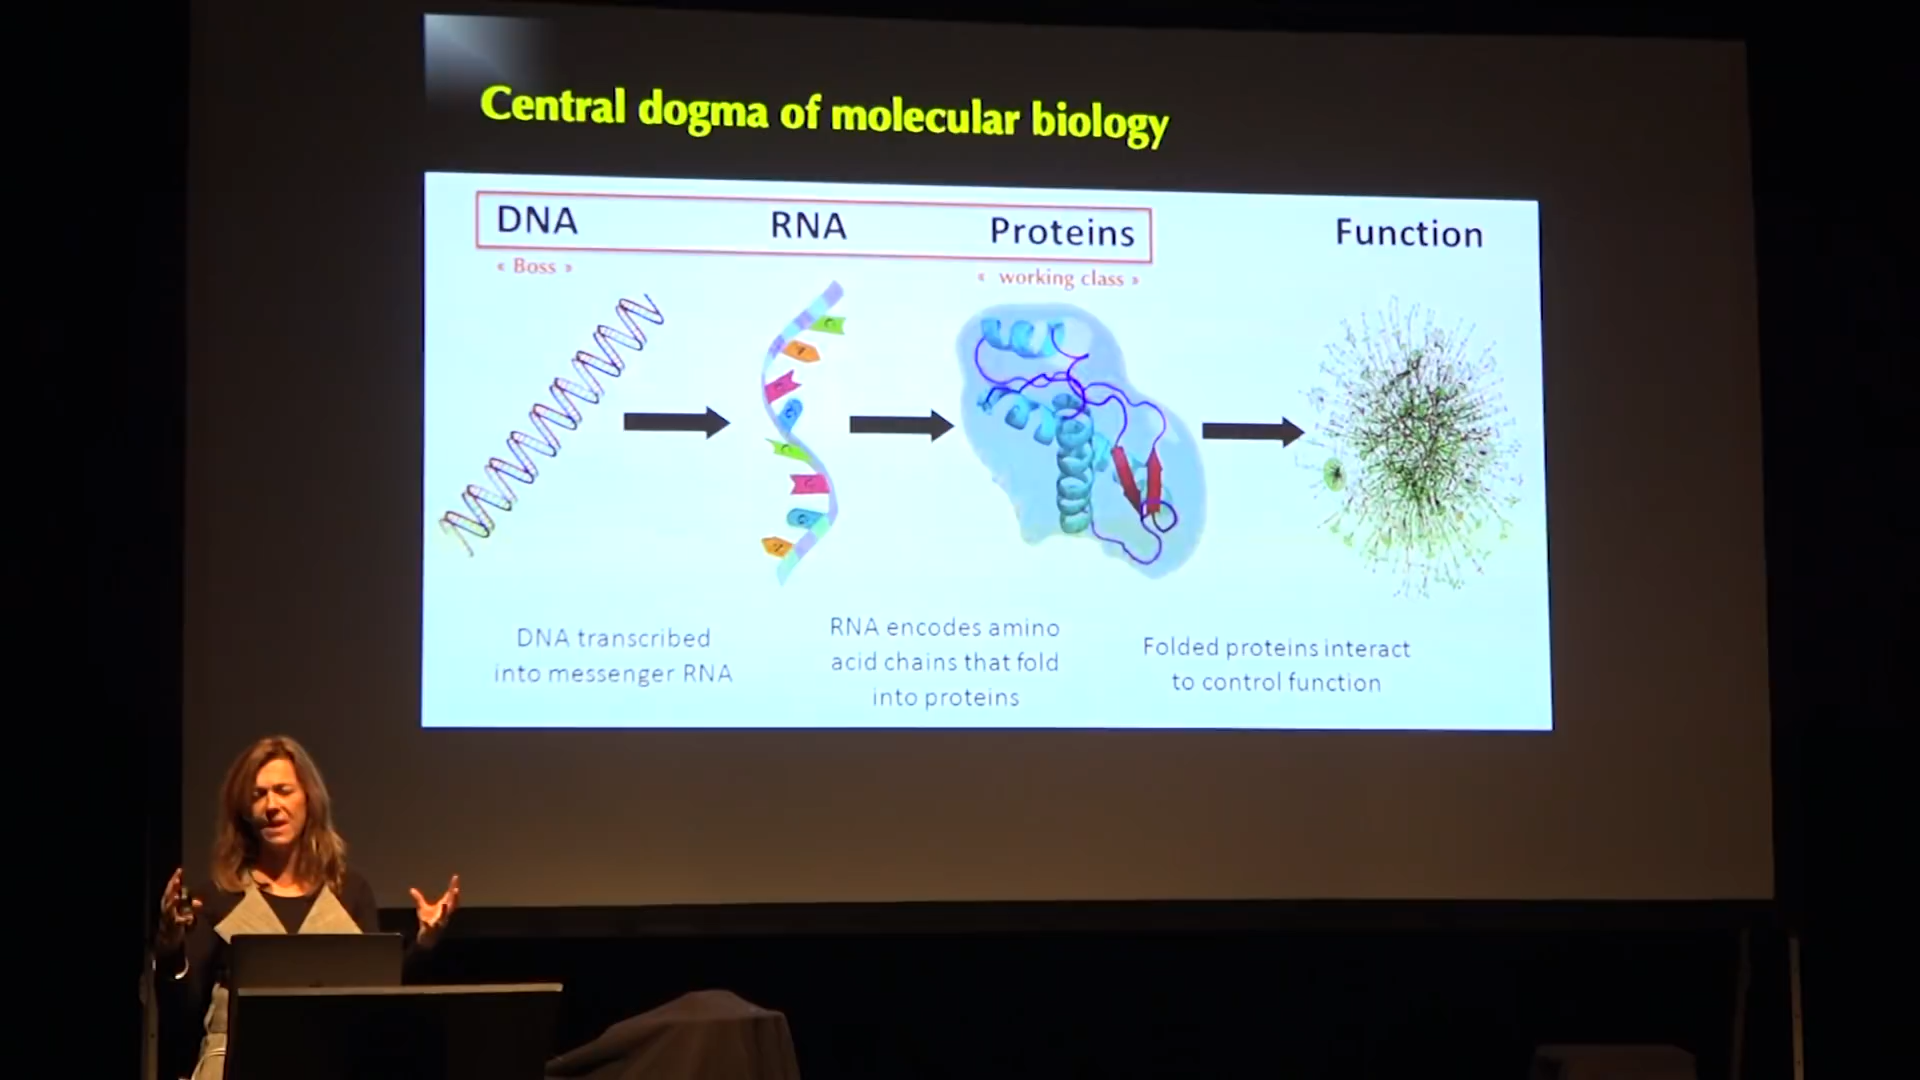 Central dogma of molecular biology
DNA RNA Proteins Function
« Boss » « working class »
DNA transcribed
into messenger RNA
RNA encodes amino
acid chains that fold
into proteins
Folded proteins interact
to control function